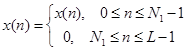 x(n) = { x(n), 0 ≤ n ≤ N₁ − 1
0, N₁ ≤ n ≤ L − 1